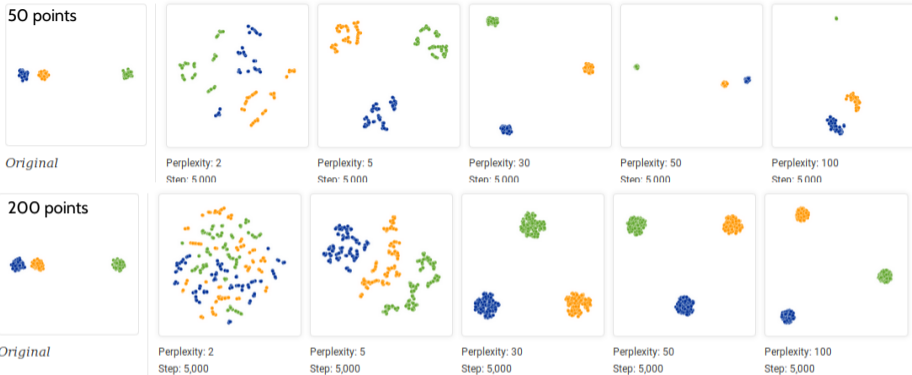 50 points
Original
Perplexity: 2
Step: 5,000
Perplexity: 5
Step: 5,000
Perplexity: 30
Step: 5,000
Perplexity: 50
Step: 5,000
Perplexity: 100
Step: 5,000
200 points
Original
Perplexity: 2
Step: 5,000
Perplexity: 5
Step: 5,000
Perplexity: 30
Step: 5,000
Perplexity: 50
Step: 5,000
Perplexity: 100
Step: 5,000